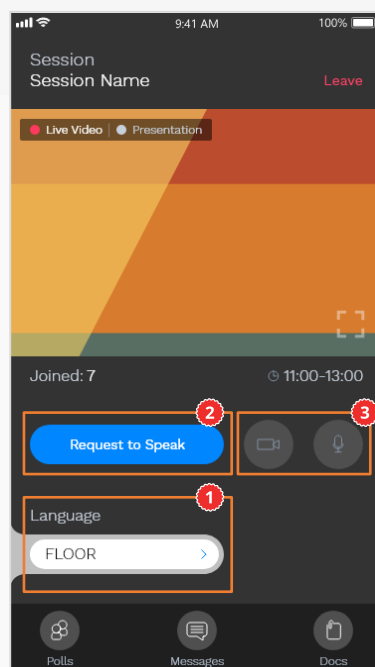 9:41 AM 100%
Session
Session Name Leave
Live Video | Presentation
Joined: 7 11:00-13:00
2 3
Request to Speak
1
Language
FLOOR
Polls Messages Docs